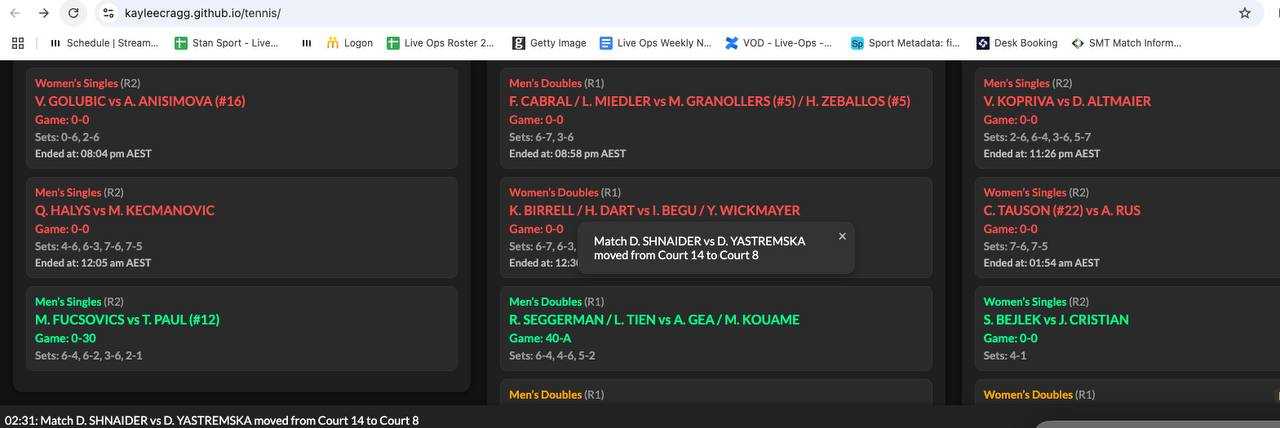 kayleecragg.github.io/tennis/
Schedule | Stream...
Stan Sport - Live...
Logon
Live Ops Roster 2...
Getty Image
Live Ops Weekly N...
VOD - Live-Ops -...
Sp
Sport Metadata: fi...
Desk Booking
SMT Match Inform...
Women's Singles (R2)
V. GOLUBIC vs A. ANISIMOVA (#16)
Game: 0-0
Sets: 0-6, 2-6
Ended at: 08:04 pm AEST
Men's Singles (R2)
Q. HALYS vs M. KECMANOVIC
Game: 0-0
Sets: 4-6, 6-3, 7-6, 7-5
Ended at: 12:05 am AEST
Men's Singles (R2)
M. FUCSOVICS vs T. PAUL (#12)
Game: 0-30
Sets: 6-4, 6-2, 3-6, 2-1
Men's Doubles (R1)
F. CABRAL / L. MIEDLER vs M. GRANOLLERS (#5) / H. ZEBALLOS (#5)
Game: 0-0
Sets: 6-7, 3-6
Ended at: 08:58 pm AEST
Women's Doubles (R1)
K. BIRRELL / H. DART vs I. BEGU / Y. WICKMAYER
Game: 0-0
Sets: 6-7, 6-3,
Ended at:
Match D. SHNAIDER vs D. YASTREMSKA
moved from Court 14 to Court 8
Men's Doubles (R1)
R. SEGGERMAN / L. TIEN vs A. GEA / M. KOUAME
Game: 40-A
Sets: 6-4, 4-6, 5-2
Men's Doubles (R1)
Men's Singles (R2)
V. KOPRIVA vs D. ALTMAIER
Game: 0-0
Sets: 2-6, 6-4, 3-6, 5-7
Ended at: 11:26 pm AEST
Women's Singles (R2)
C. TAUSON (#22) vs A. RUS
Game: 0-0
Sets: 7-6, 7-5
Ended at: 01:54 am AEST
Women's Singles (R2)
S. BEJLEK vs J. CRISTIAN
Game: 0-0
Sets: 4-1
Women's Doubles (R1)
02:31: Match D. SHNAIDER vs D. YASTREMSKA moved from Court 14 to Court 8